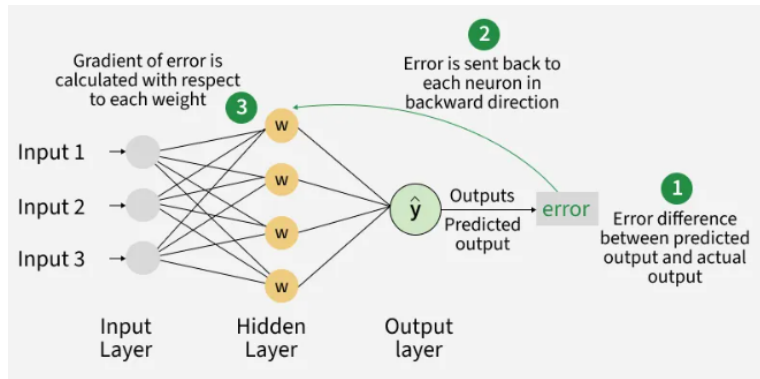 2
Gradient of error is
calculated with respect
to each weight
3
Error is sent back to
each neuron in
backward direction
w
Input 1
w
Input 2
w
Input 3
w
ŷ
Outputs
Predicted
output
error
1
Error difference
between predicted
output and actual
output
Input
Layer
Hidden
Layer
Output
layer